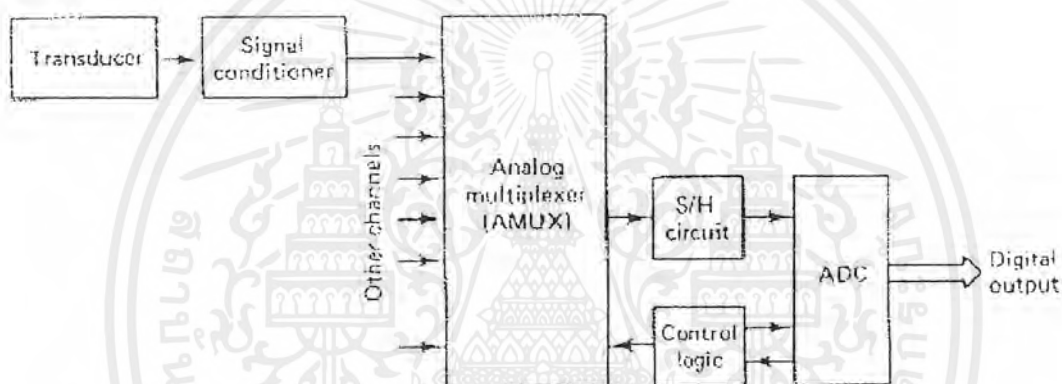 Transducer
Signal
conditioner
Other channels
Analog
multiplexer
(AMUX)
S/H
circuit
ADC
Digital
output
Control
logic